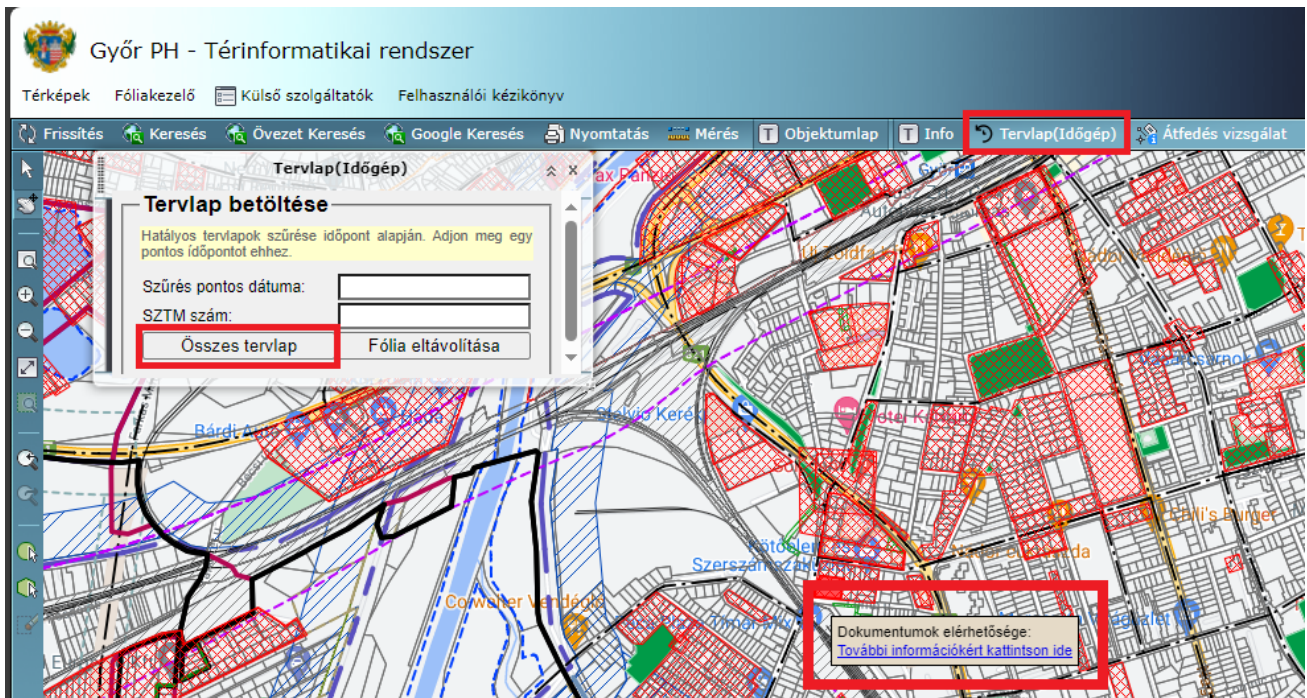 Győr PH - Térinformatikai rendszer
Térképek Fóliakezelő Külső szolgáltatók Felhasználói kézikönyv
Frissítés Keresés Övezet Keresés Google Keresés Nyomtatás Mérés T Objektumlap T Info Tervlap(Időgép) Átfedés vizsgálat
Tervlap(Időgép)
Tervlap betöltése
Hatályos tervlapok szűrése időpont alapján. Adjon meg egy
pontos időpontot ehhez.
Szűrés pontos dátuma:
SZTM szám:
Összes tervlap Fólia eltávolítása
Győr
Bárdi Autó
Chili's Burger
Dokumentumok elérhetősége:
További információkért kattintson ide